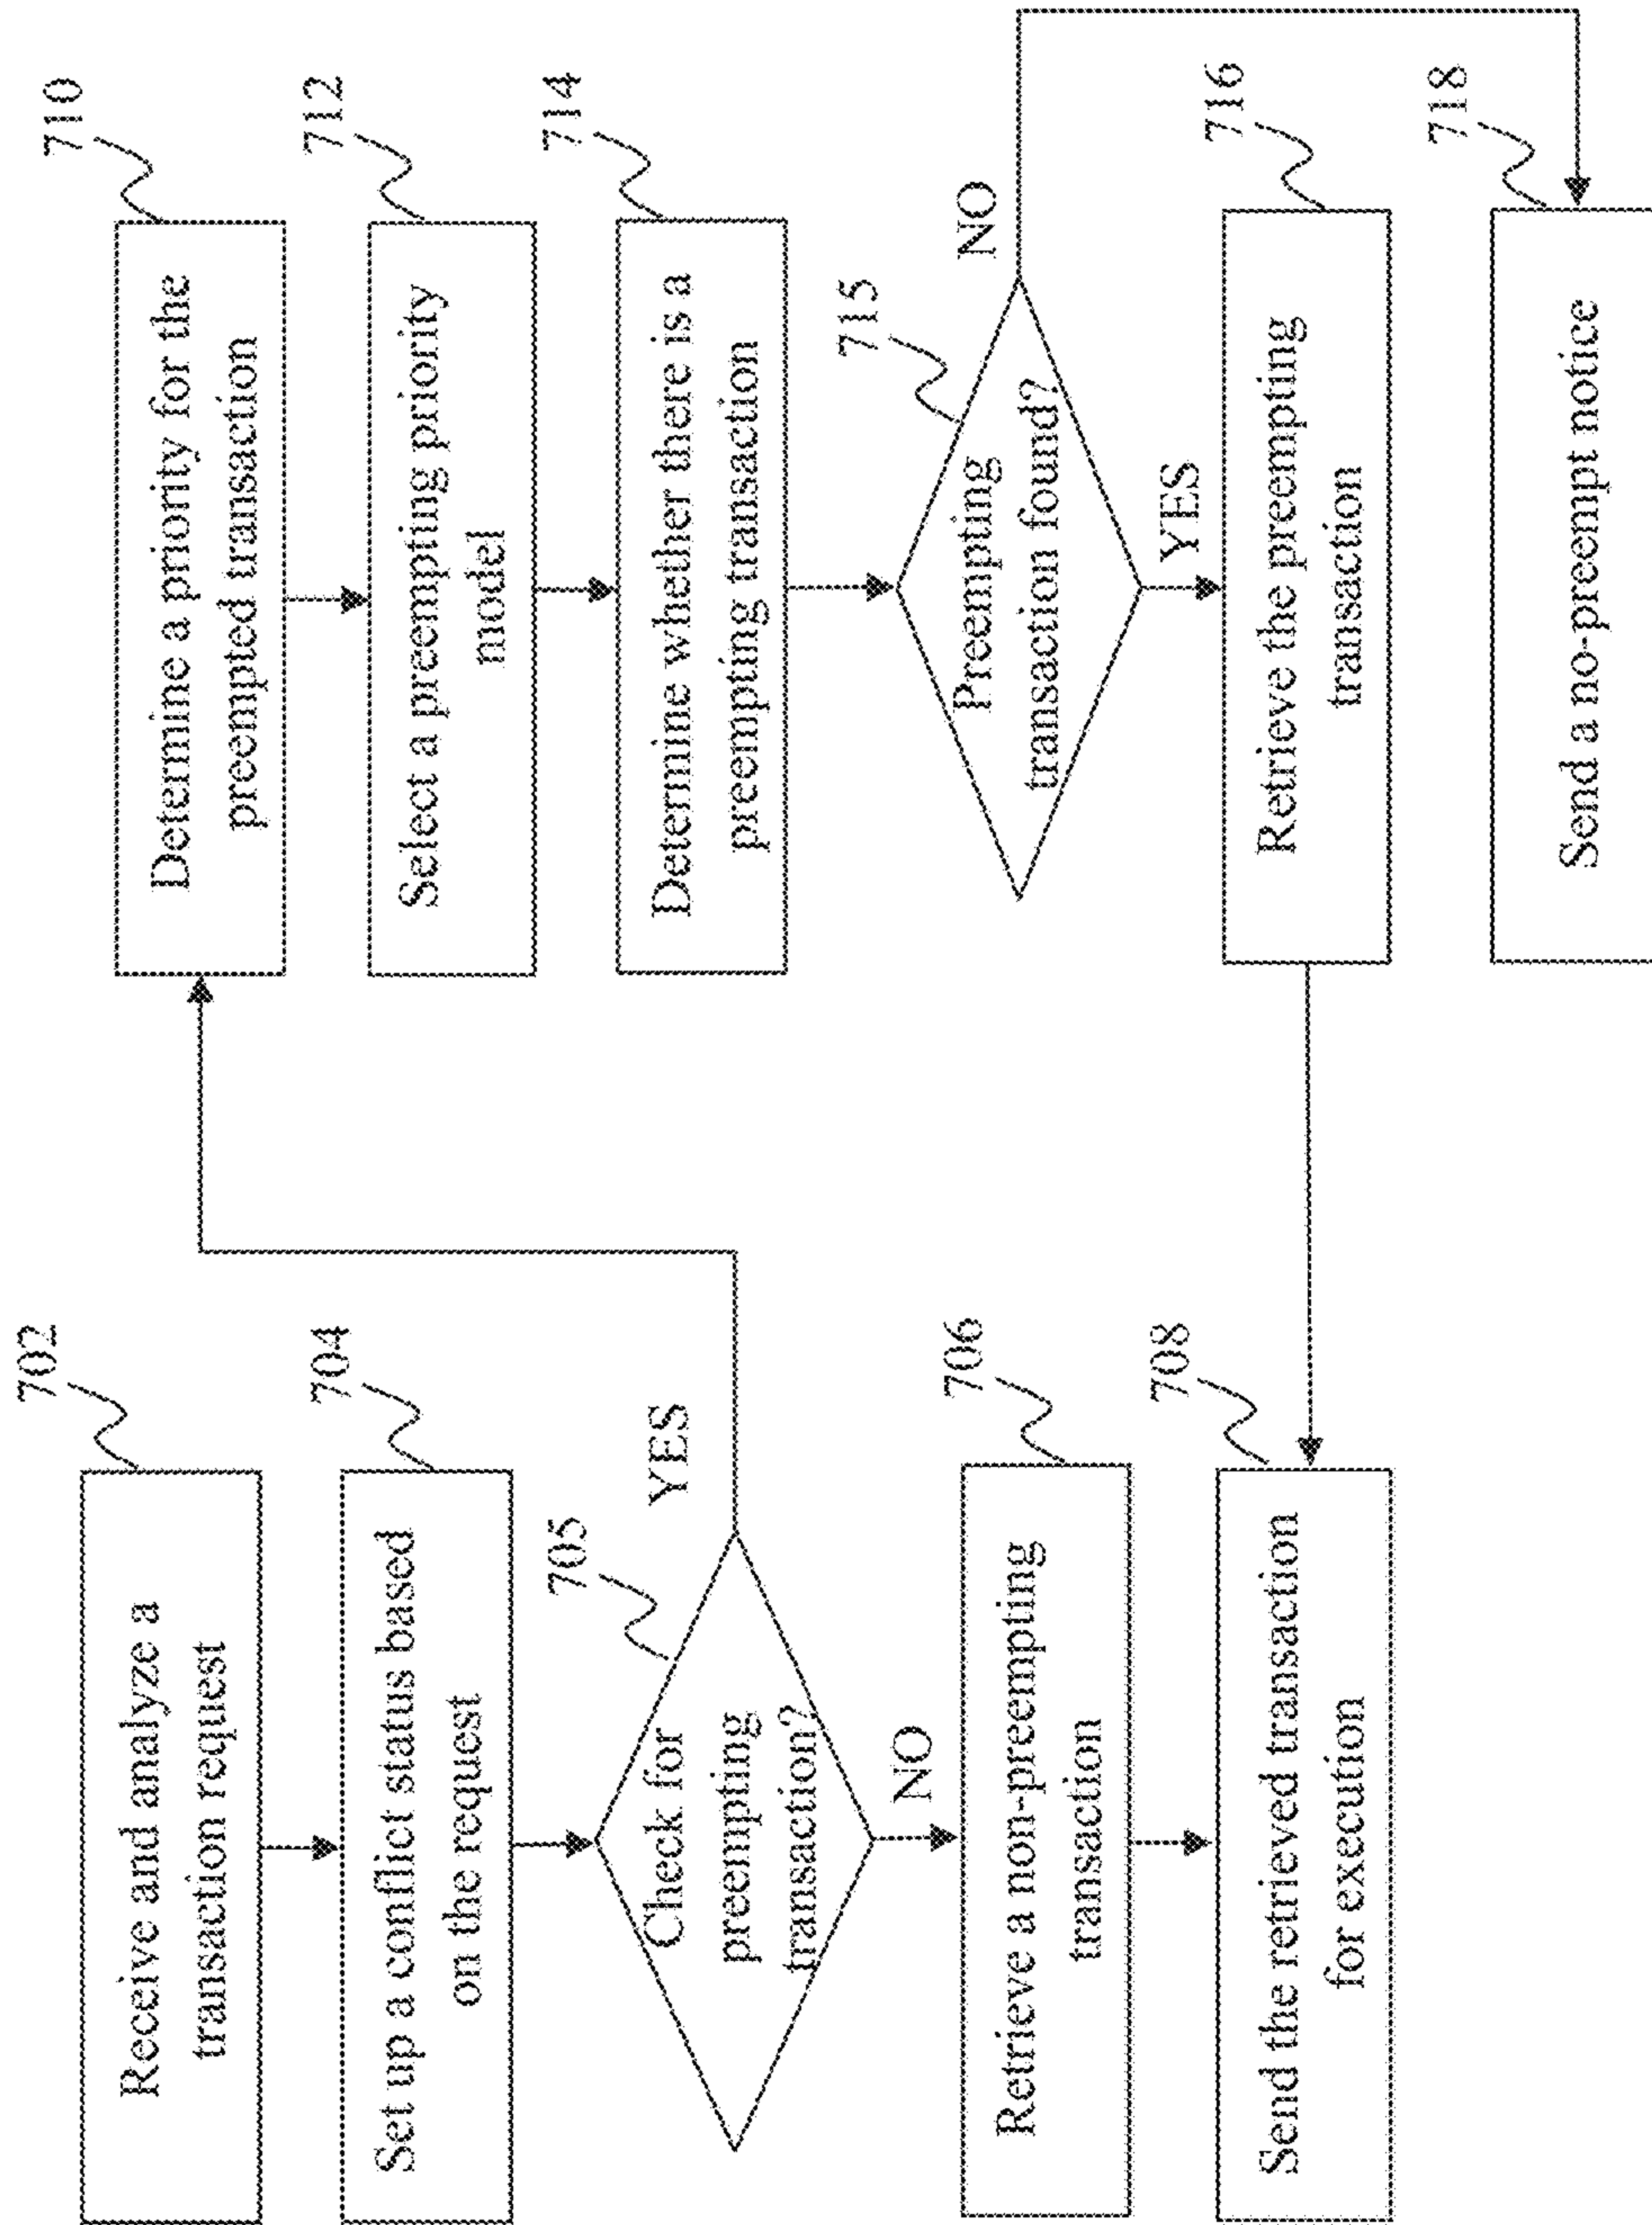 702
Receive and analyze a
transaction request
704
Set up a conflict status based
on the request
705
Check for
preempting
transaction?
YES
NO
706
Retrieve a non-preempting
transaction
708
Send the retrieved transaction
for execution
710
Determine a priority for the
preempted transaction
712
Select a preempting priority
model
714
Determine whether there is a
preempting transaction
715
Preempting
transaction found?
NO
YES
716
Retrieve the preempting
transaction
718
Send a no-preempt notice